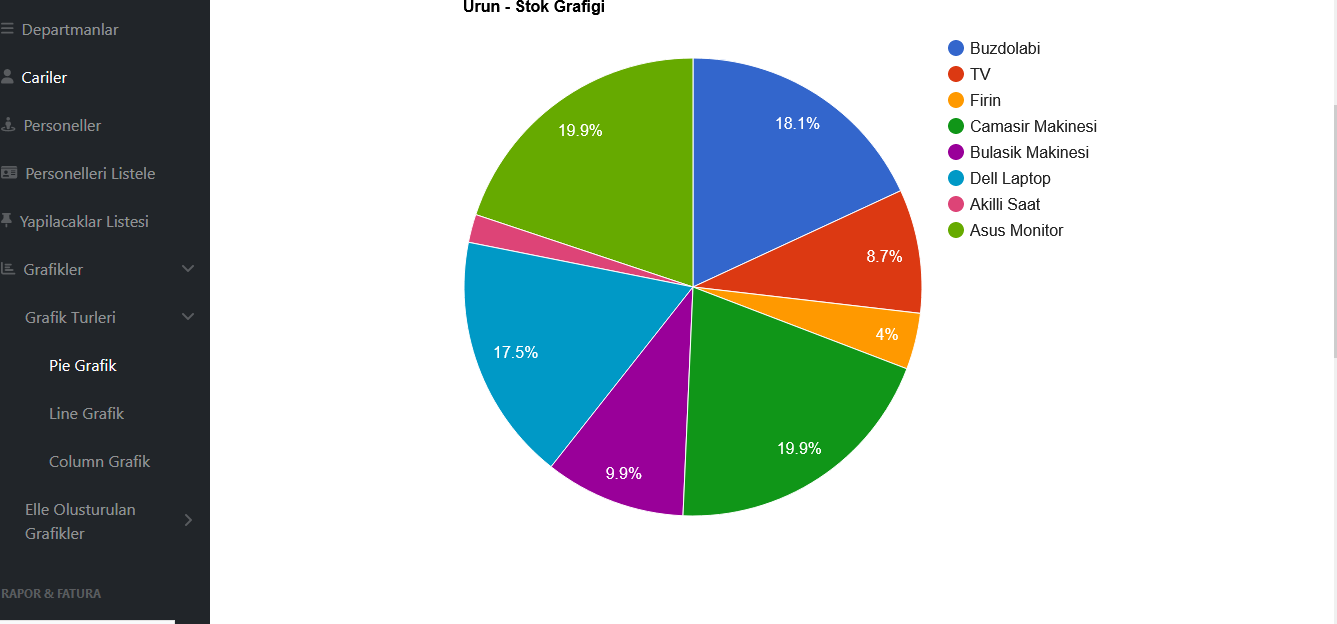 Departmanlar
Cariler
Personeller
Personelleri Listele
Yapilacaklar Listesi
Grafikler
Grafik Turleri
Pie Grafik
Line Grafik
Column Grafik
Elle Olusturulan
Grafikler
RAPOR & FATURA
Urun - Stok Grafigi
18.1%
8.7%
4%
19.9%
9.9%
17.5%
19.9%
Buzdolabi
TV
Firin
Camasir Makinesi
Bulasik Makinesi
Dell Laptop
Akilli Saat
Asus Monitor